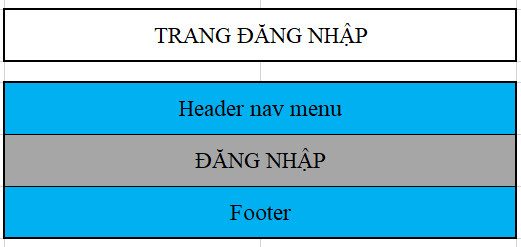 TRANG ĐĂNG NHẬP
Header nav menu
ĐĂNG NHẬP
Footer